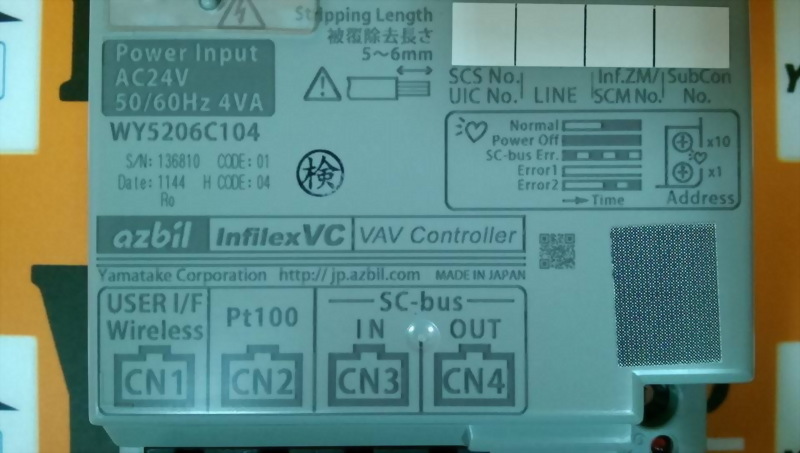 Stripping Length
被覆除去長さ
5～6mm
Power Input
AC24V
50/60Hz 4VA
WY5206C104
S/N: 136810 CODE: 01
Date: 1144 H CODE: 04
Ro
検
SCS No.
UIC No.
LINE
Inf.ZM/
SCM No.
SubCon
No.
Normal
Power Off
SC-bus Err.
Error1
Error2
Time
x10
x1
Address
azbil Infilex VC VAV Controller
Yamatake Corporation http://jp.azbil.com MADE IN JAPAN
USER I/F
Wireless
Pt100
SC-bus
IN OUT
CN1 CN2 CN3 CN4